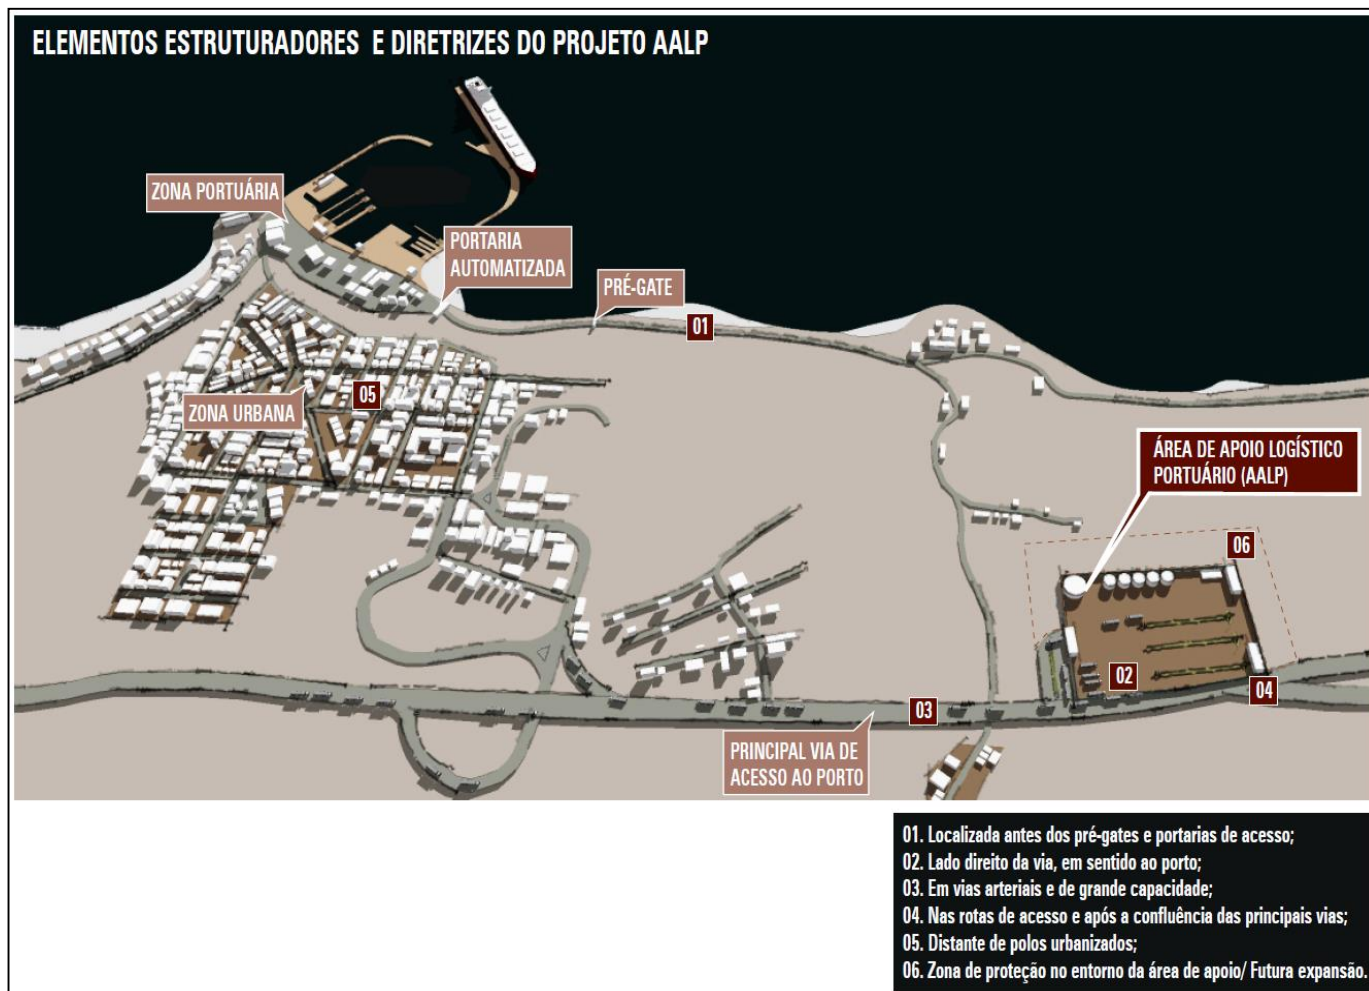 ELEMENTOS ESTRUTURADORES E DIRETRIZES DO PROJETO AALP
ZONA PORTUÁRIA
PORTARIA
AUTOMATIZADA
PRÉ-GATE
01
05
ZONA URBANA
ÁREA DE APOIO LOGÍSTICO
PORTUÁRIO (AALP)
06
02
04
03
PRINCIPAL VIA DE
ACESSO AO PORTO
01. Localizada antes dos pré-gates e portarias de acesso;
02. Lado direito da via, em sentido ao porto;
03. Em vias arteriais e de grande capacidade;
04. Nas rotas de acesso e após a confluência das principais vias;
05. Distante de polos urbanizados;
06. Zona de proteção no entorno da área de apoio/ Futura expansão.